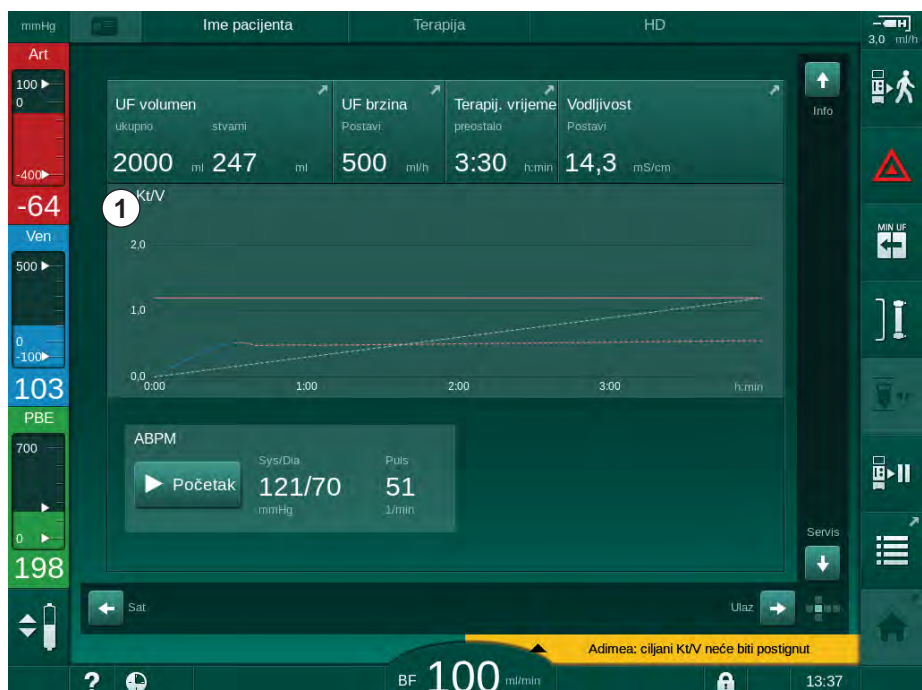 mmHg
Ime pacijenta
Terapija
HD
3,0 ml/h
Art
100
0
-400
-64
Ven
500
0
-100
103
PBE
700
0
198
UF volumen
ukupno stvarni
2000 ml 247 ml
UF brzina
Postavi
500 ml/h
Terapij. vrijeme
preostalo
3:30 h:min
Vodljivost
Postavi
14,3 mS/cm
1
Kt/V
2,0
1,0
0,0
0:00 1:00 2:00 3:00 h:min
ABPM
Početak
Sys/Dia
121/70
mmHg
Puls
51
1/min
Info
Servis
Sat
Ulaz
MIN UF
Adimea: ciljani Kt/V neće biti postignut
?
BF 100 ml/min
13:37